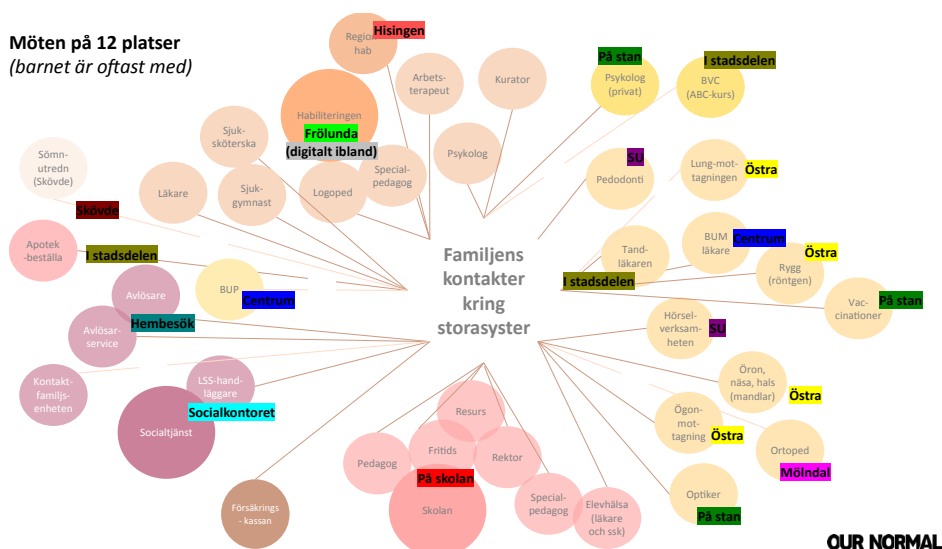 Möten på 12 platser
(barnet är oftast med)
Region
hab
Hisingen
Arbets-
terapeut
Kurator
På stan
Psykolog
(privat)
I stadsdelen
BVC
(ABC-kurs)
Habiliteringen
Frölunda
(digitalt ibland)
Sjuk-
sköterska
Psykolog
Special-
pedagog
Logoped
Sjuk-
gymnast
Läkare
Sömn-
utredn
(Skövde)
Skövde
SU
Pedodonti
Lung-mot-
tagningen
Östra
Apotek
-beställa
I stadsdelen
Familjens
kontakter
kring
storasyster
Tand-
läkaren
I stadsdelen
BUM
läkare
Centrum
Östra
Rygg
(röntgen)
BUP
Centrum
Avlösare
Hembesök
Avlösar-
service
På stan
Vac-
cinationer
Hörsel-
verksam-
heten
SU
Kontakt-
familjs-
enheten
LSS-hand-
läggare
Socialkontoret
Socialtjänst
Öron,
näsa, hals
(mandlar)
Östra
Ögon-
mot-
tagning
Östra
Ortoped
Mölndal
Resurs
Fritids
Pedagog
Rektor
På skolan
Skolan
Special-
pedagog
Elevhälsa
(läkare
och ssk)
Optiker
På stan
Försäkrings
- kassan
OUR NORMAL